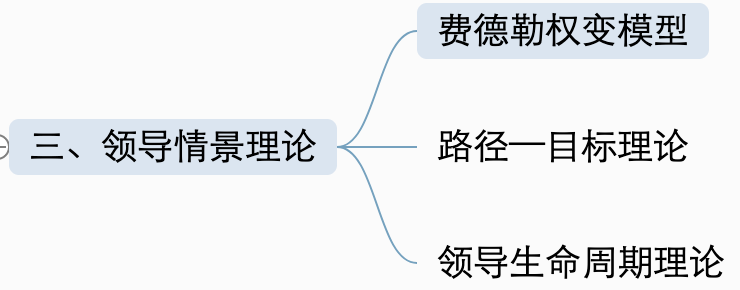 费德勒权变模型
三、领导情景理论
路径—目标理论
领导生命周期理论